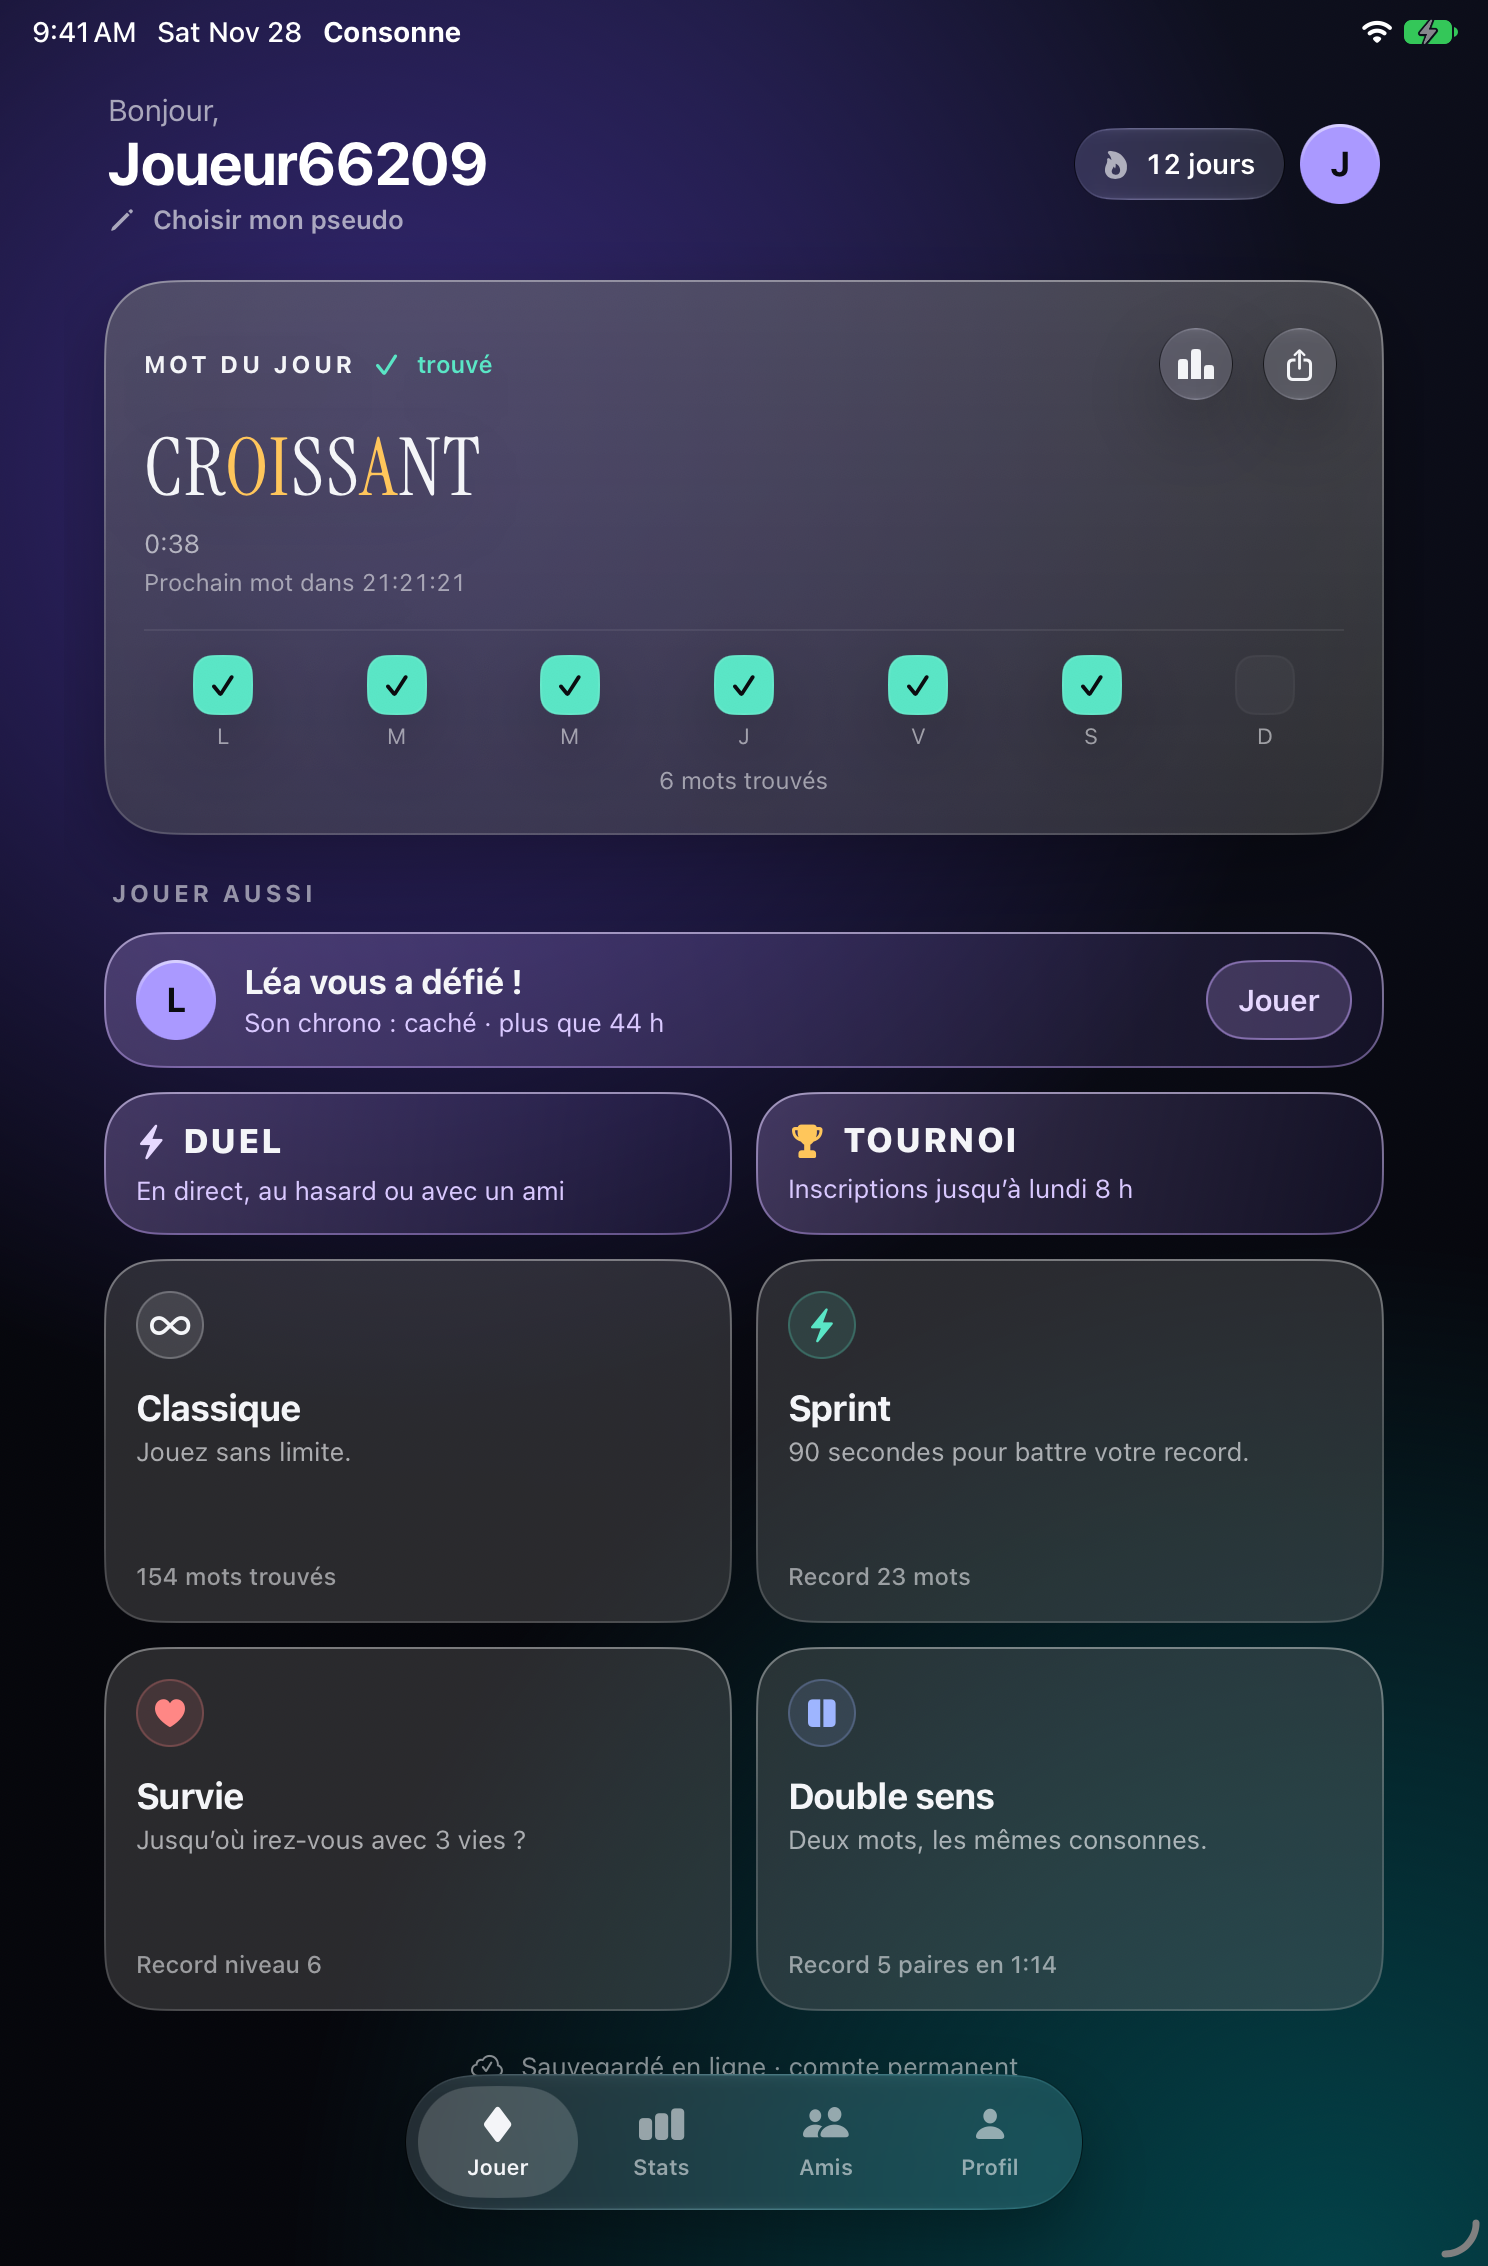 9:41 AM Sat Nov 28 Consonne
Bonjour,
Joueur66209
Choisir mon pseudo
12 jours
J
MOT DU JOUR trouvé
CROISSANT
0:38
Prochain mot dans 21:21:21
L M M J V S D
6 mots trouvés
JOUER AUSSI
L
Léa vous a défié !
Son chrono : caché · plus que 44 h
Jouer
DUEL
En direct, au hasard ou avec un ami
TOURNOI
Inscriptions jusqu’à lundi 8 h
Classique
Jouez sans limite.
154 mots trouvés
Sprint
90 secondes pour battre votre record.
Record 23 mots
Survie
Jusqu’où irez-vous avec 3 vies ?
Record niveau 6
Double sens
Deux mots, les mêmes consonnes.
Record 5 paires en 1:14
Sauvegardé en ligne · compte permanent
Jouer Stats Amis Profil